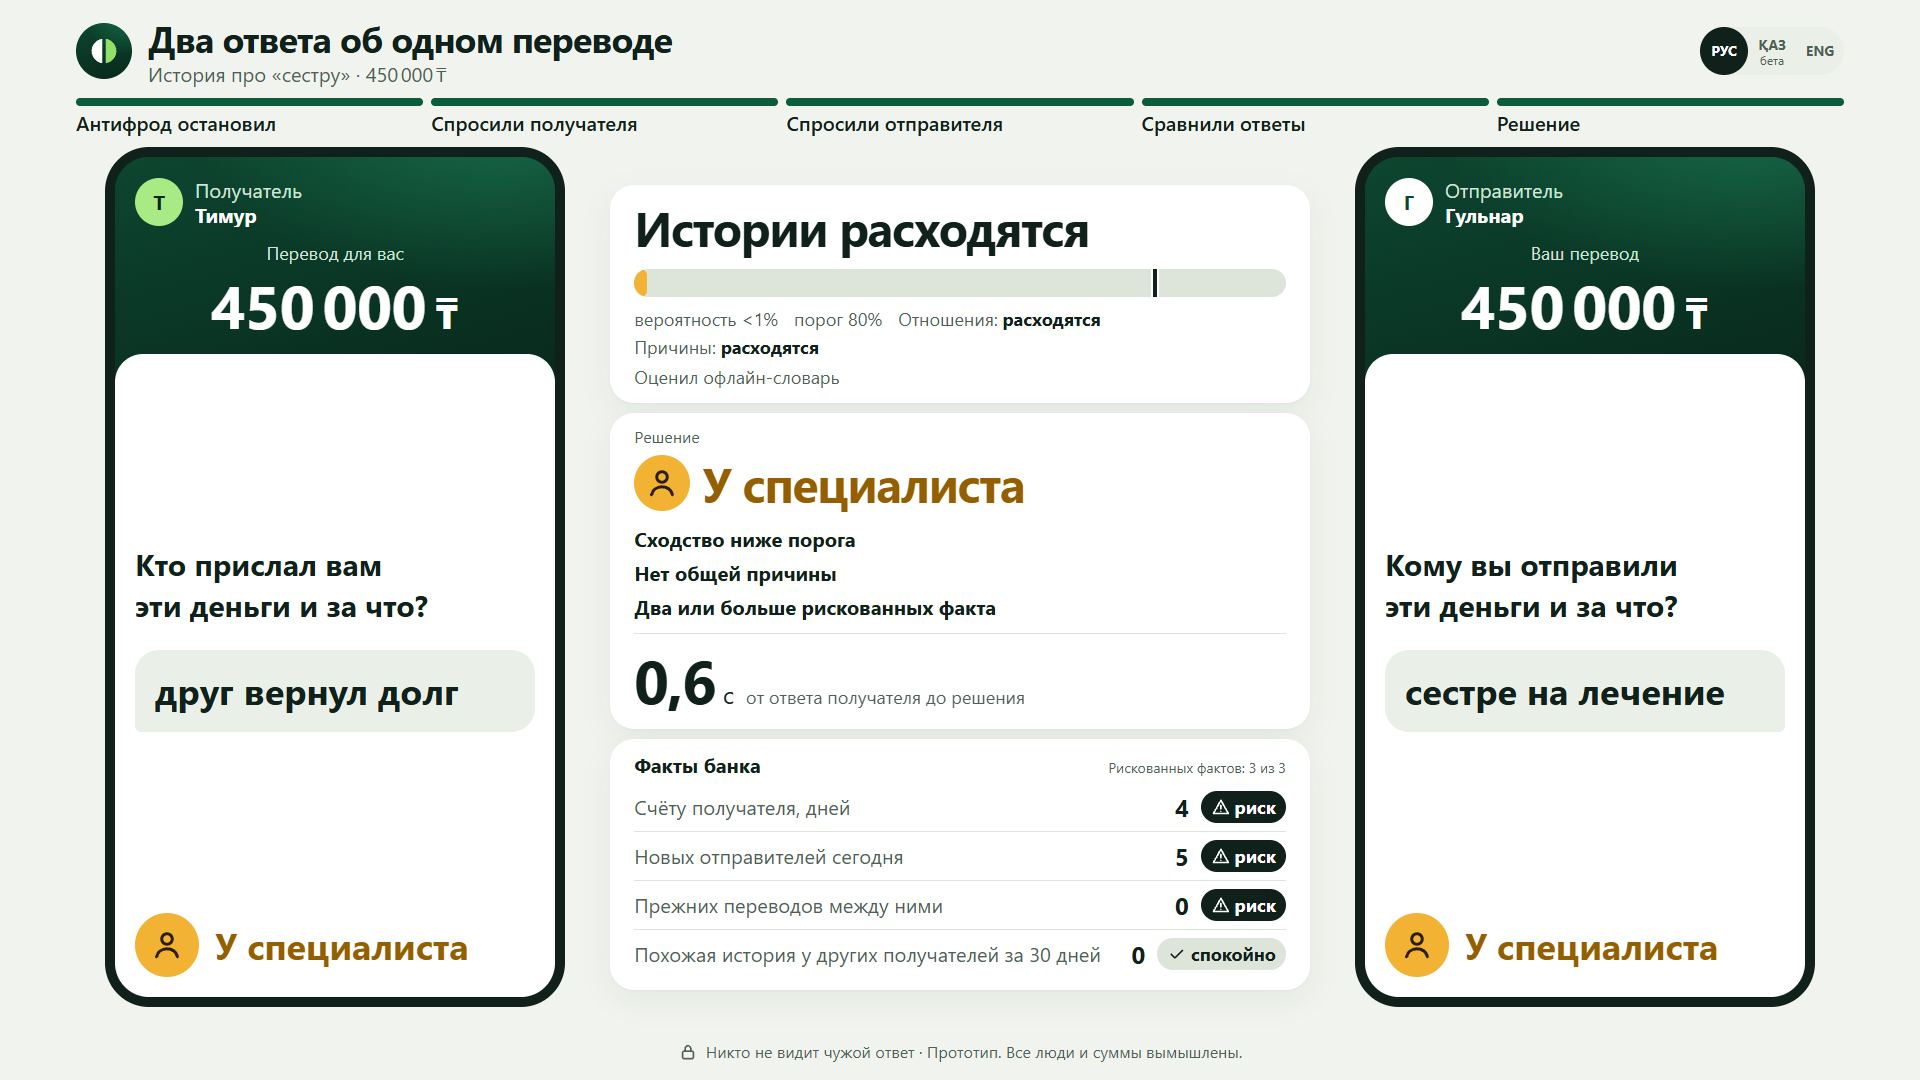 Два ответа об одном переводе
История про «сестру» · 450 000 ₸
РУС
ҚАЗ
бета
ENG
Антифрод остановил
Спросили получателя
Спросили отправителя
Сравнили ответы
Решение
Т
Получатель
Тимур
Перевод для вас
450 000 ₸
Кто прислал вам
эти деньги и за что?
друг вернул долг
У специалиста
Истории расходятся
вероятность <1% порог 80% Отношения: расходятся
Причины: расходятся
Оценил офлайн-словарь
Решение
У специалиста
Сходство ниже порога
Нет общей причины
Два или больше рискованных факта
0,6 с от ответа получателя до решения
Факты банка
Рискованных фактов: 3 из 3
Счёту получателя, дней 4 риск
Новых отправителей сегодня 5 риск
Прежних переводов между ними 0 риск
Похожая история у других получателей за 30 дней 0 спокойно
Г
Отправитель
Гульнар
Ваш перевод
450 000 ₸
Кому вы отправили
эти деньги и за что?
сестре на лечение
У специалиста
Никто не видит чужой ответ · Прототип. Все люди и суммы вымышлены.